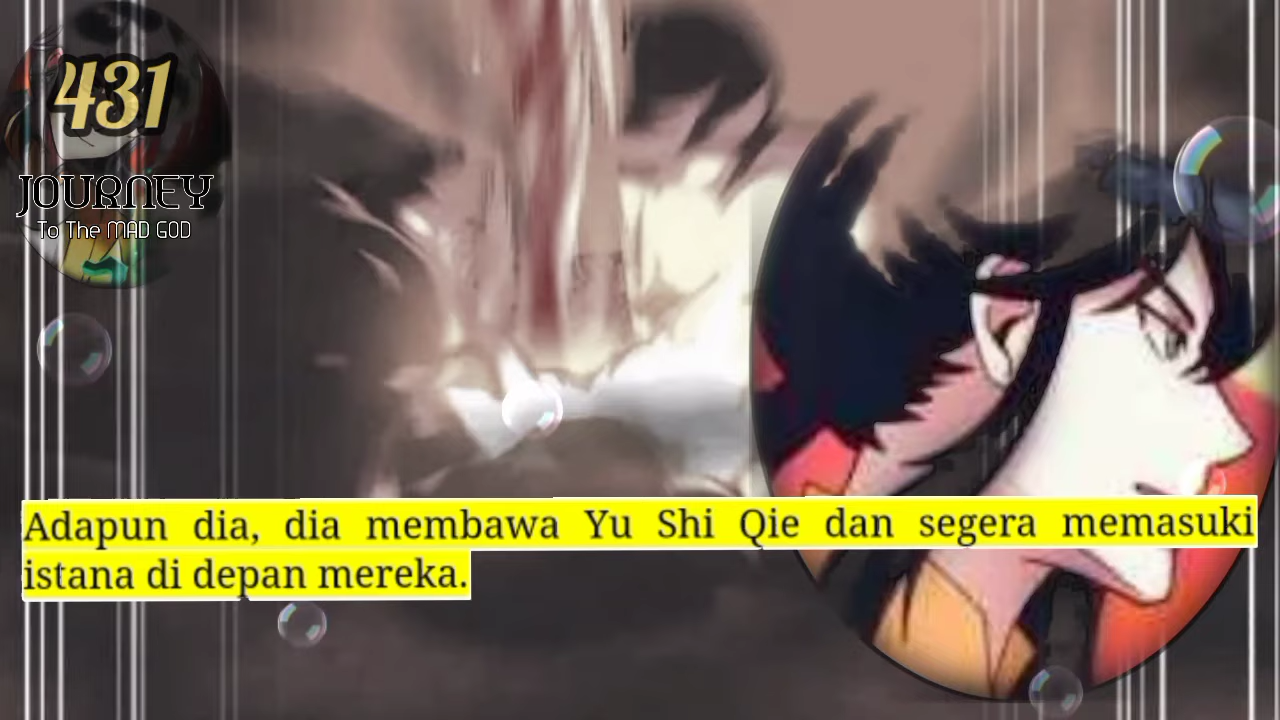 431
JOURNEY
To The MAD GOD
Adapun dia, dia membawa Yu Shi Qie dan segera memasuki
istana di depan mereka.